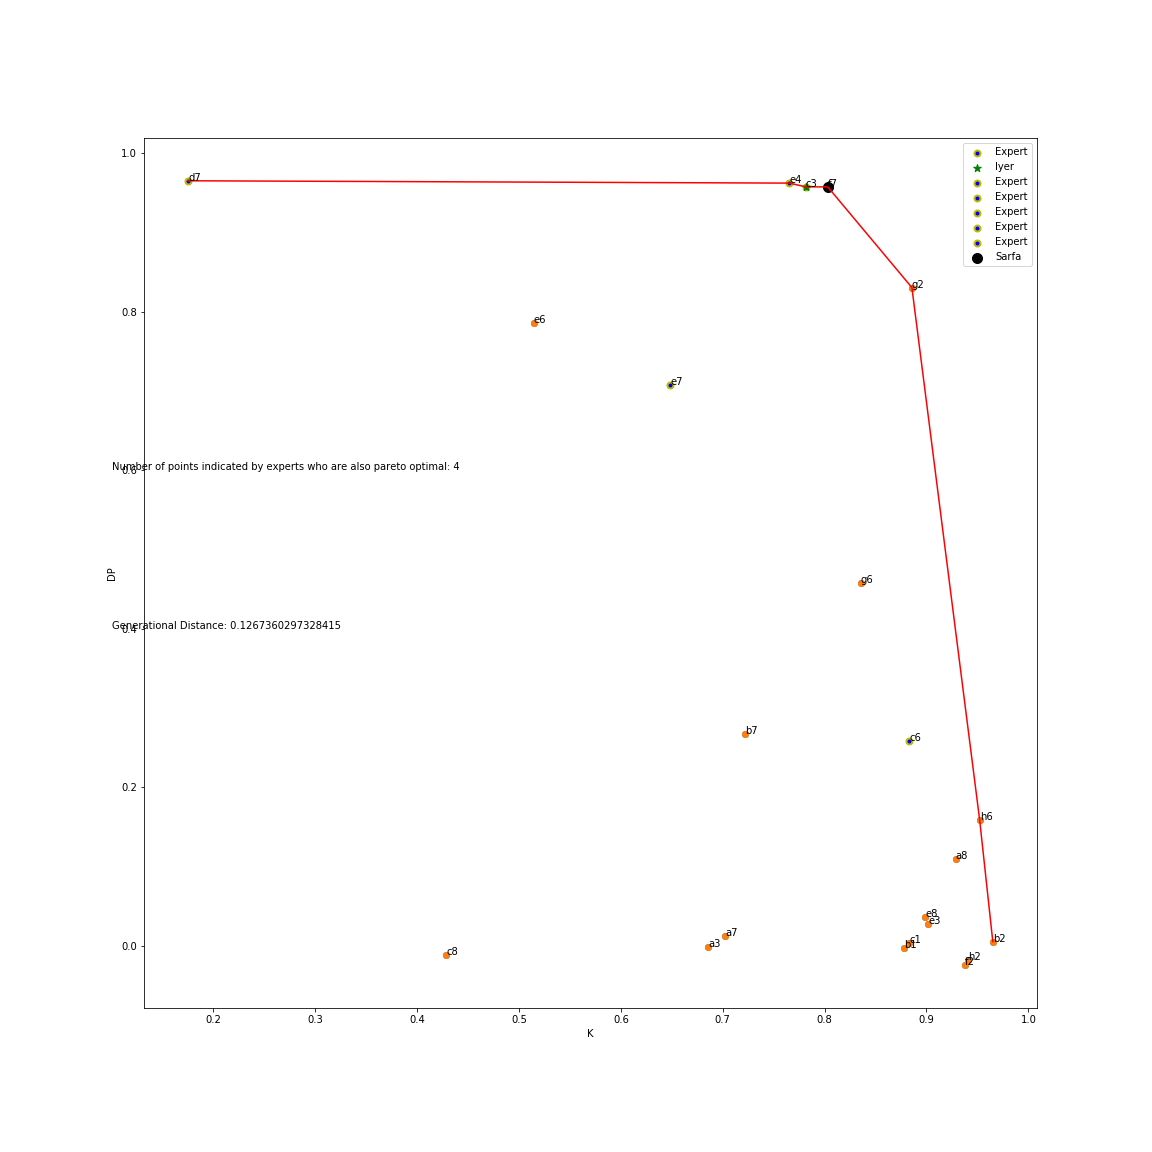 1.0
d7
e4
c3
f7
Expert
Iyer
Expert
Expert
Expert
Expert
Expert
Sarfa
g2
0.8
e6
e7
0.6
Number of points indicated by experts who are also pareto optimal: 4
DP
g6
0.4
Generational Distance: 0.1267360297328415
b7
c6
0.2
h6
a8
e8
e3
a7
a3
c1
b1
b2
0.0
c8
h2
f2
0.2
0.3
0.4
0.5
0.6
0.7
0.8
0.9
1.0
K